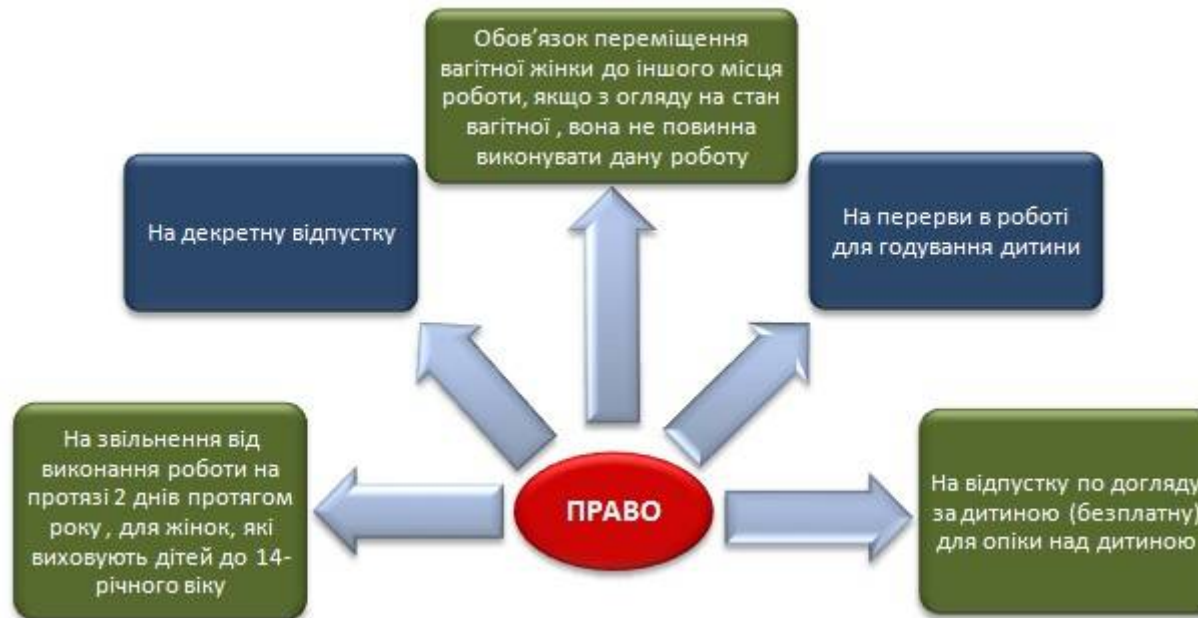 Обов’язок переміщення
вагітної жінки до іншого місця
роботи, якщо з огляду на стан
вагітної , вона не повинна
виконувати дану роботу
На декретну відпустку
На перерви в роботі
для годування дитини
На звільнення від
виконання роботи на
протязі 2 днів протягом
року , для жінок, які
виховують дітей до 14-
річного віку
ПРАВО
На відпустку по догляду
за дитиною (безплатну)
для опіки над дитиною